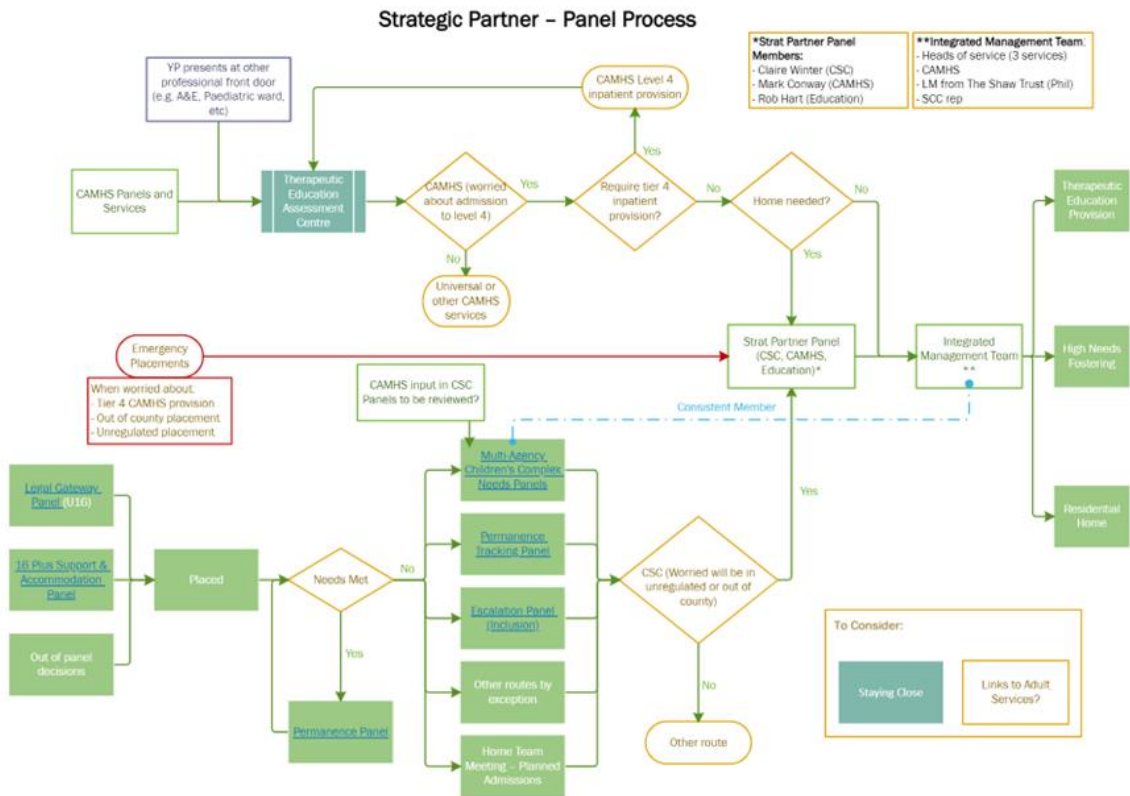 Strategic Partner – Panel Process
YP presents at other
professional front door
(e.g. A&E, Paediatric ward,
etc)
CAMHS Level 4
inpatient provision
*Strat Partner Panel
Members:
- Claire Winter (CSC)
- Mark Conway (CAMHS)
- Rob Hart (Education)
**Integrated Management Team:
- Heads of service (3 services)
- CAMHS
- LM from The Shaw Trust (Phil)
- SCC rep
CAMHS Panels and
Services
Therapeutic
Education
Assessment
Centre
CAMHS (worried
about admission
to level 4)
Yes
Require tier 4
inpatient
provision?
Yes
No
Home needed?
No
Therapeutic
Education
Provision
No
Yes
Universal or
other CAMHS
services
Emergency
Placements
Strat Partner Panel
(CSC, CAMHS,
Education)*
Integrated
Management Team
**
High Needs
Fostering
When worried about:
- Tier 4 CAMHS provision
- Out of county placement
- Unregulated placement
CAMHS input in CSC
Panels to be reviewed?
Consistent Member
Legal Gateway
Panel (U16)
Multi-Agency
Children's Complex
Needs Panels
Yes
Residential
Home
16 Plus Support &
Accommodation
Panel
Placed
Needs Met
No
Permanence
Tracking Panel
CSC (Worried will be in
unregulated or out of
county)
Escalation Panel
(Inclusion)
Out of panel
decisions
Yes
Other routes by
exception
No
Permanence Panel
Home Team
Meeting – Planned
Admissions
Other route
To Consider:
Staying Close
Links to Adult
Services?